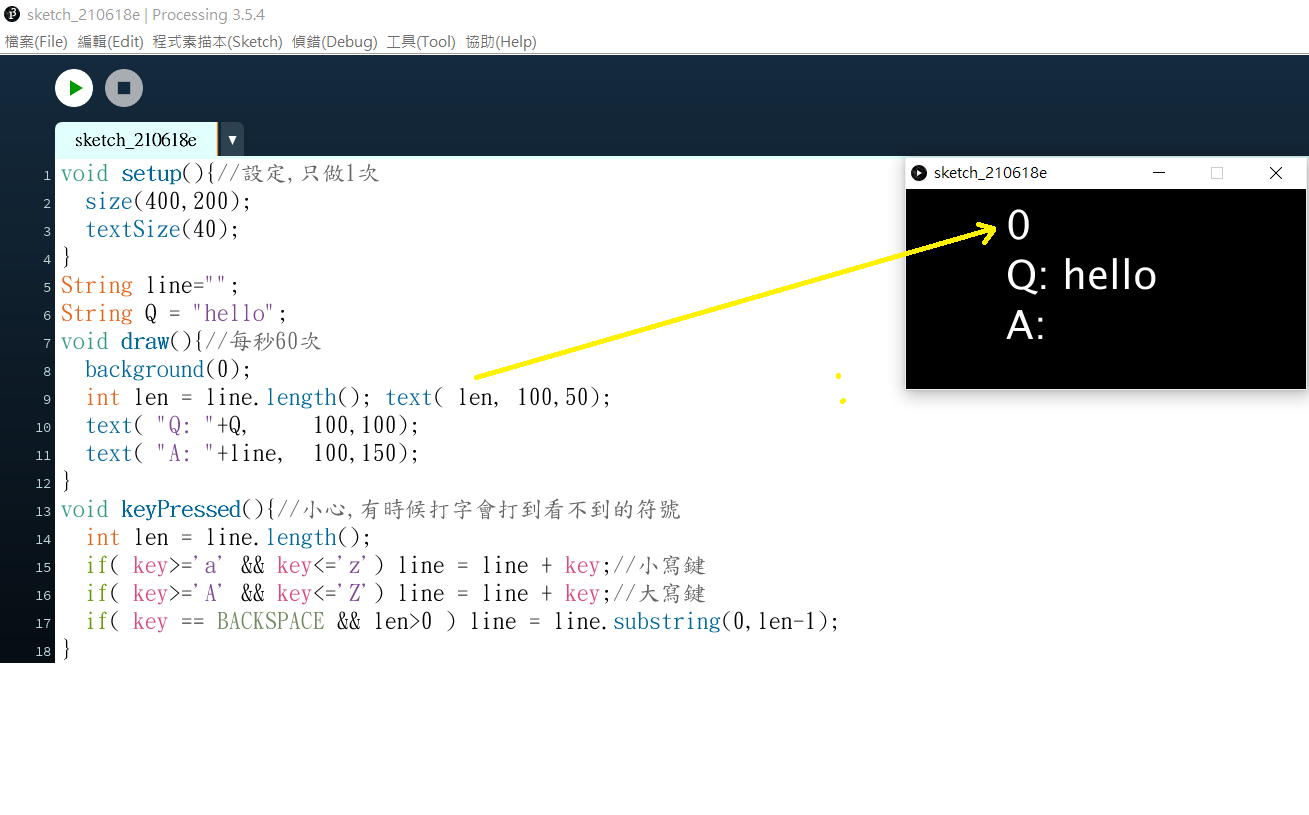 sketch_210618e | Processing 3.5.4
檔案(File) 編輯(Edit) 程式素描本(Sketch) 偵錯(Debug) 工具(Tool) 協助(Help)
sketch_210618e ▼
1 void setup(){//設定,只做1次
2   size(400,200);
3   textSize(40);
4 }
5 String line="";
6 String Q = "hello";
7 void draw(){//每秒60次
8   background(0);
9   int len = line.length(); text( len, 100,50);
10   text( "Q: "+Q,     100,100);
11   text( "A: "+line,  100,150);
12 }
13 void keyPressed(){//小心,有時候打字會打到看不到的符號
14   int len = line.length();
15   if( key>='a' && key<='z') line = line + key;//小寫鍵
16   if( key>='A' && key<='Z') line = line + key;//大寫鍵
17   if( key == BACKSPACE && len>0 ) line = line.substring(0,len-1);
18 }
sketch_210618e
0
Q: hello
A: